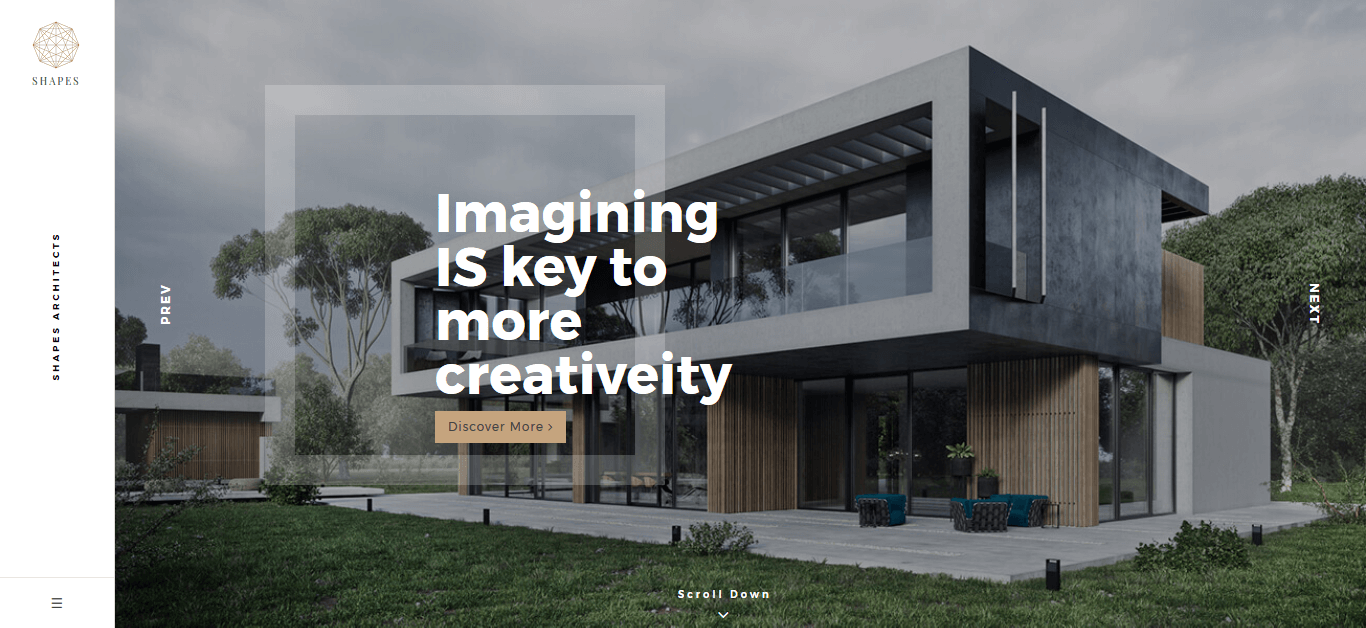 SHAPES
SHAPES ARCHITECTS
PREV
Imagining
IS key to
more
creativeity
Discover More ›
NEXT
Scroll Down